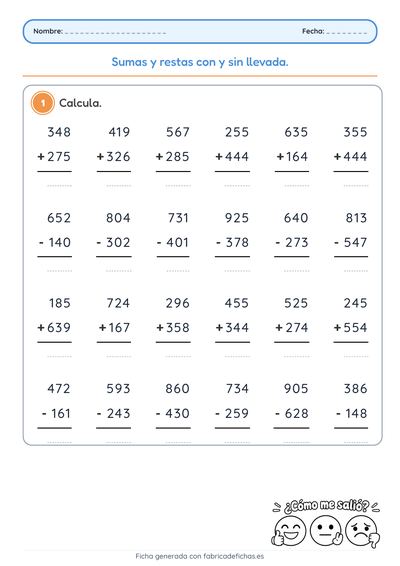 Nombre: Fecha:
Sumas y restas con y sin llevada.
1 Calcula.
348 419 567 255 635 355
+275 +326 +285 +444 +164 +444
652 804 731 925 640 813
- 140 - 302 - 401 - 378 - 273 - 547
185 724 296 455 525 245
+639 +167 +358 +344 +274 +554
472 593 860 734 905 386
- 161 - 243 - 430 - 259 - 628 - 148
¿Cómo me salió?
Ficha generada con fabricadefichas.es